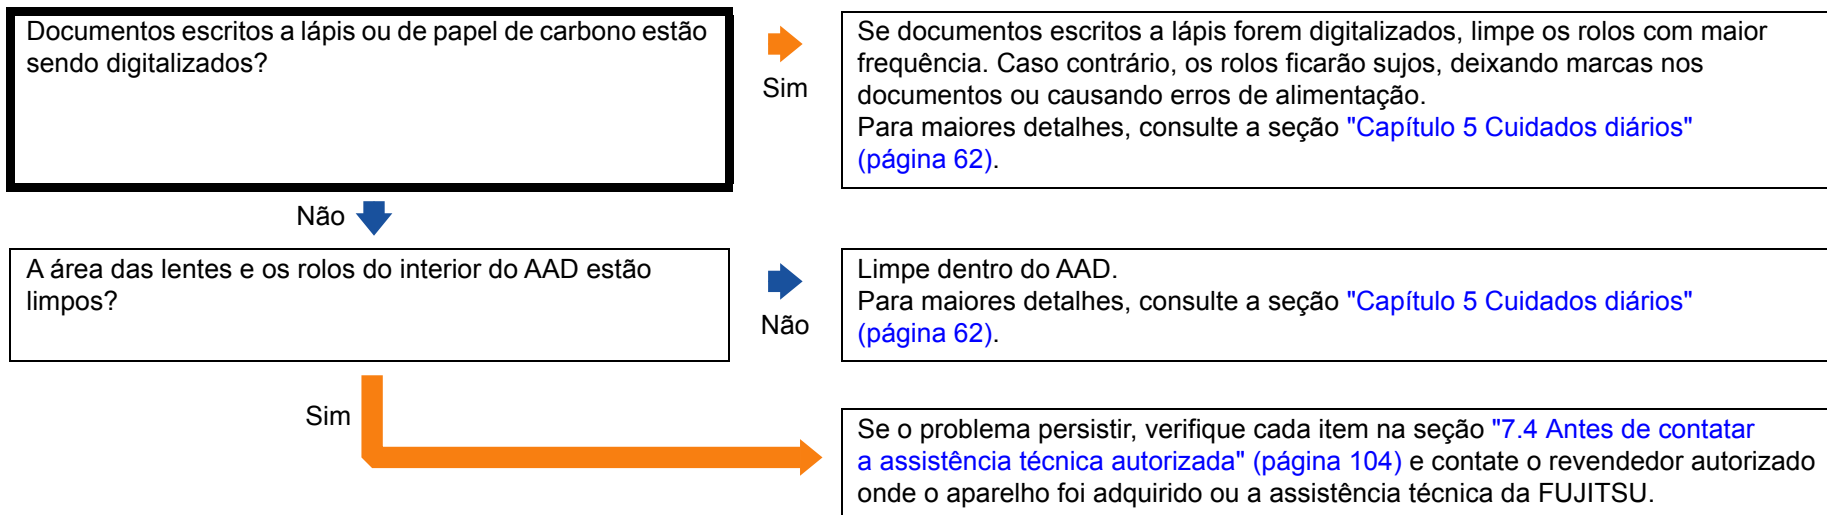 Documentos escritos a lápis ou de papel de carbono estão
sendo digitalizados?
Sim
Se documentos escritos a lápis forem digitalizados, limpe os rolos com maior
frequência. Caso contrário, os rolos ficarão sujos, deixando marcas nos
documentos ou causando erros de alimentação.
Para maiores detalhes, consulte a seção "Capítulo 5 Cuidados diários"
(página 62).
Não
A área das lentes e os rolos do interior do AAD estão
limpos?
Não
Limpe dentro do AAD.
Para maiores detalhes, consulte a seção "Capítulo 5 Cuidados diários"
(página 62).
Sim
Se o problema persistir, verifique cada item na seção "7.4 Antes de contatar
a assistência técnica autorizada" (página 104) e contate o revendedor autorizado
onde o aparelho foi adquirido ou a assistência técnica da FUJITSU.